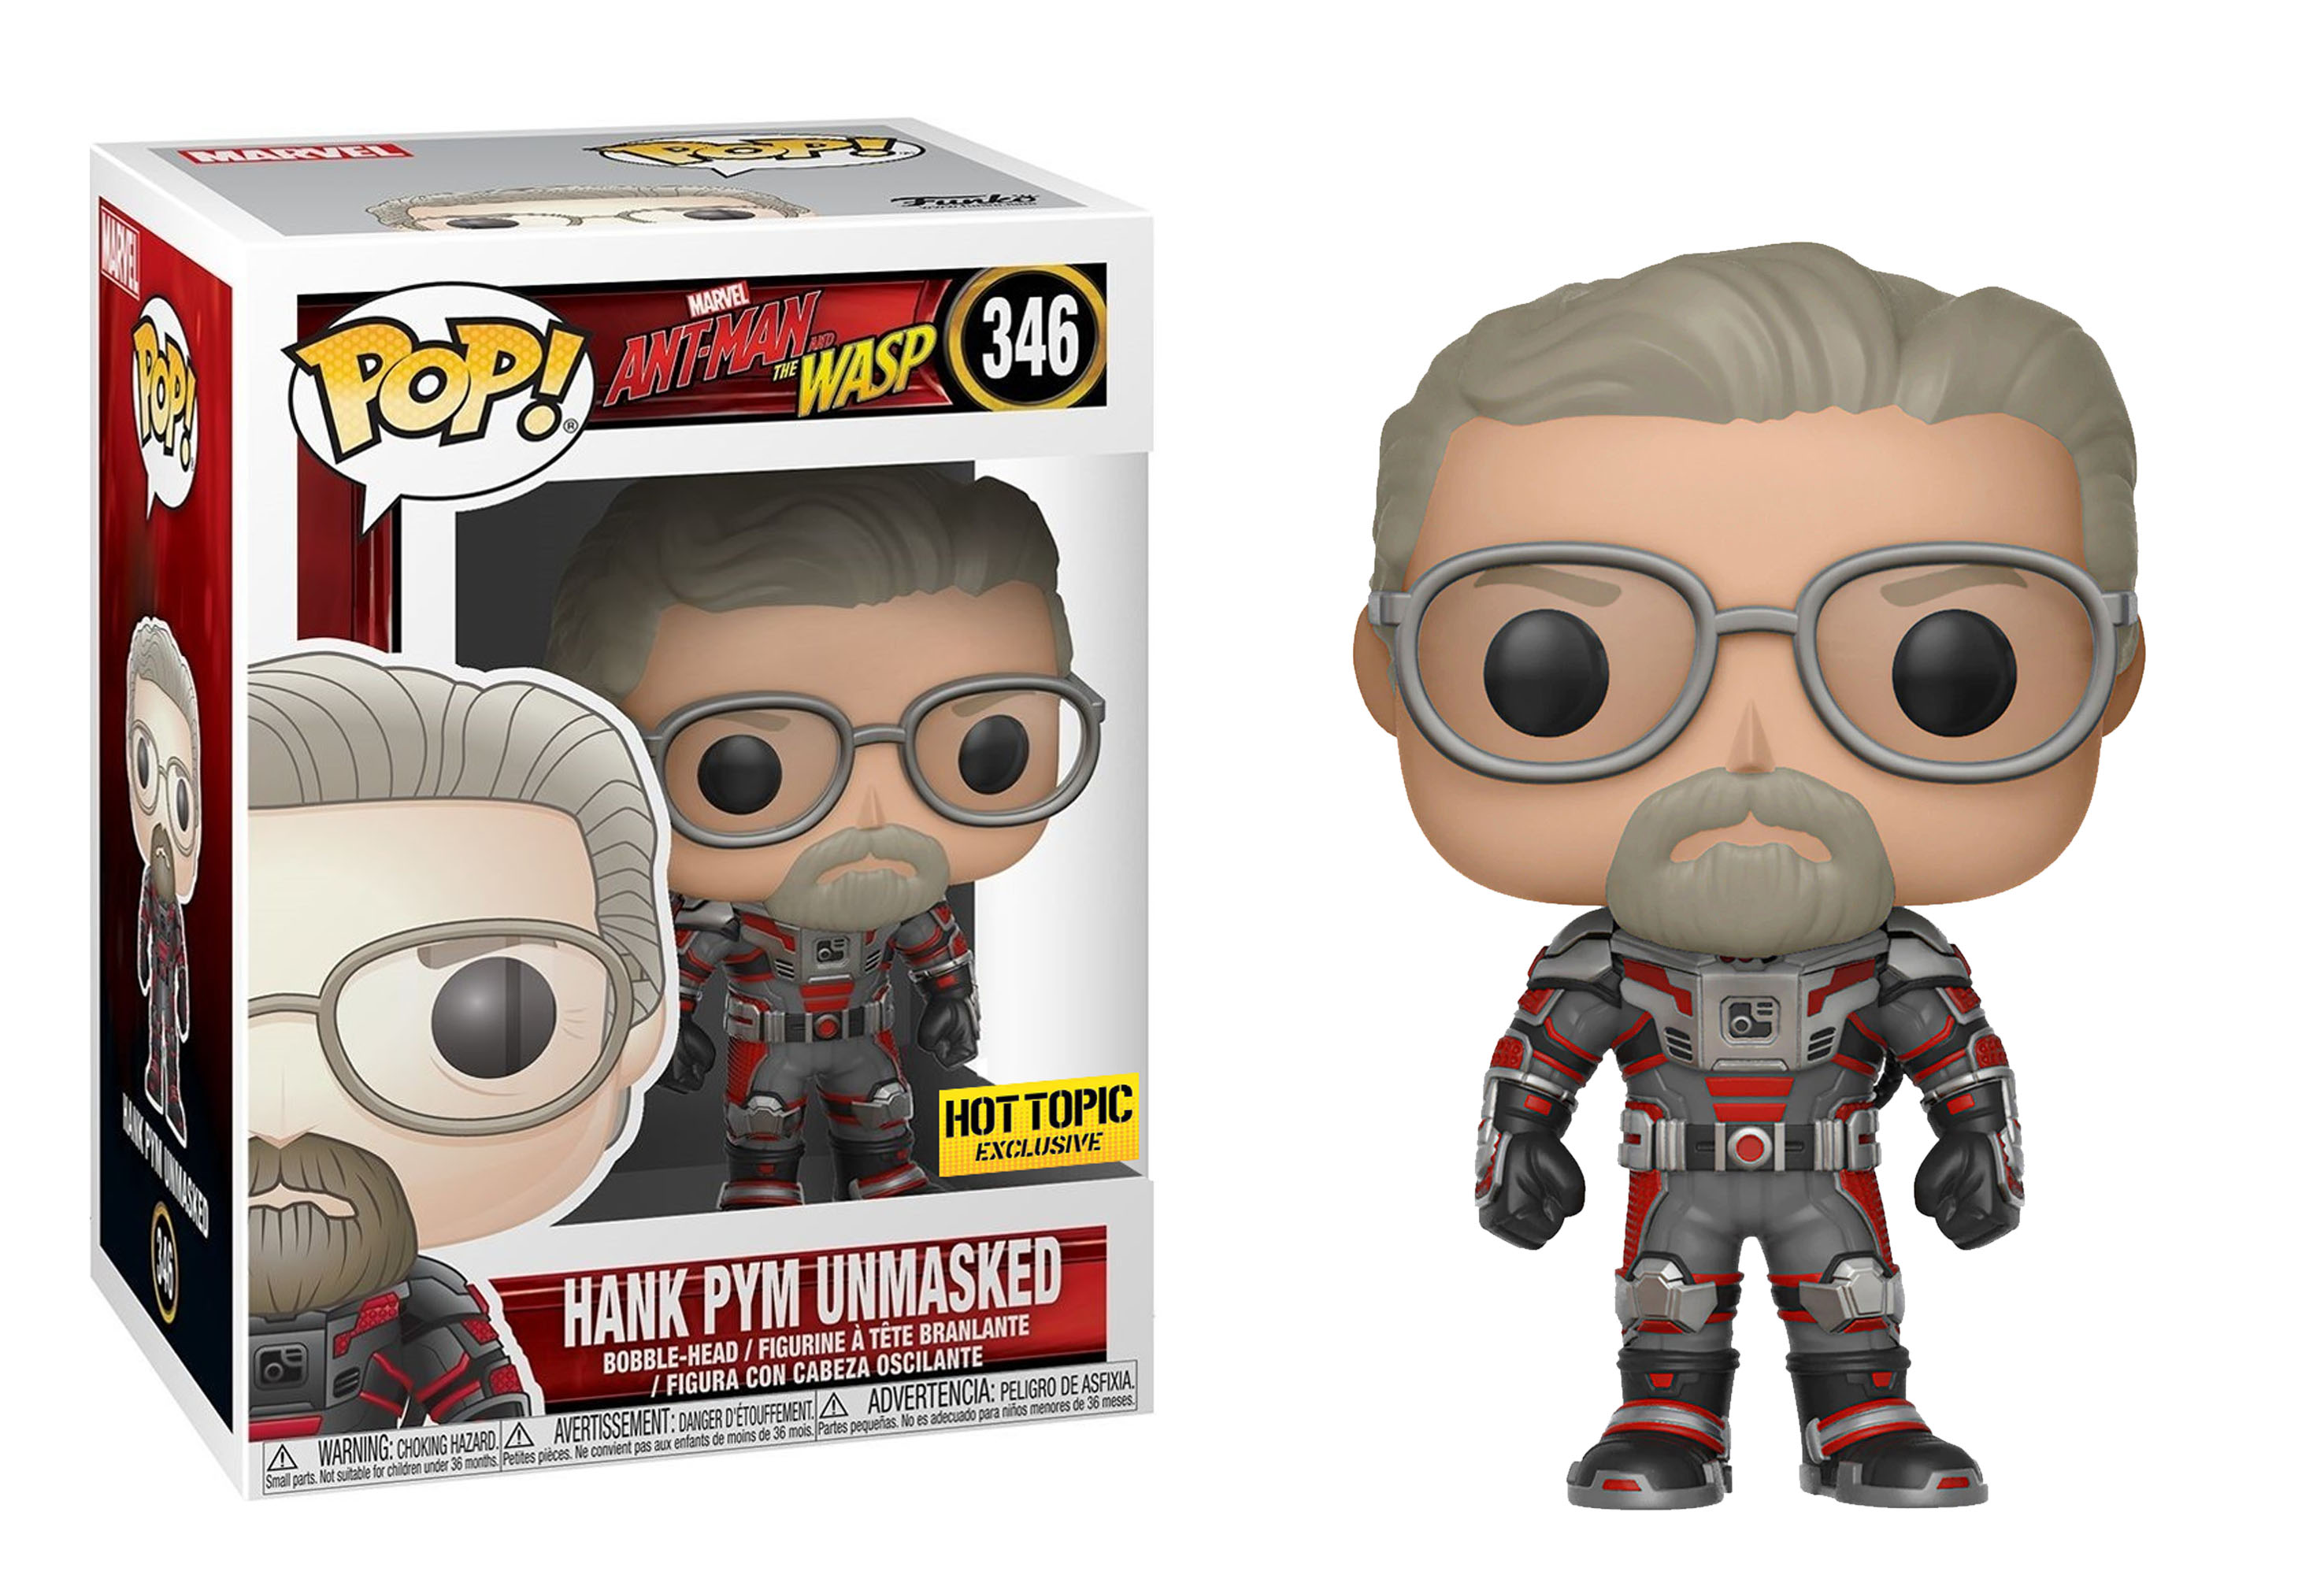 MARVEL
POP!
Funko
MARVEL
POP!
HANK PYM UNMASKED
346
POP!®
MARVEL
ANT-MAN AND
THE WASP
346
HOT TOPIC
EXCLUSIVE
HANK PYM UNMASKED
BOBBLE-HEAD / FIGURINE À TÊTE BRANLANTE
/ FIGURA CON CABEZA OSCILANTE
WARNING: CHOKING HAZARD.
Small parts. Not suitable for children under 36 months.
AVERTISSEMENT: DANGER D'ÉTOUFFEMENT.
Petites pièces. Ne convient pas aux enfants de moins de 36 mois.
ADVERTENCIA: PELIGRO DE ASFIXIA.
Partes pequeñas. No es adecuado para niños menores de 36 meses.